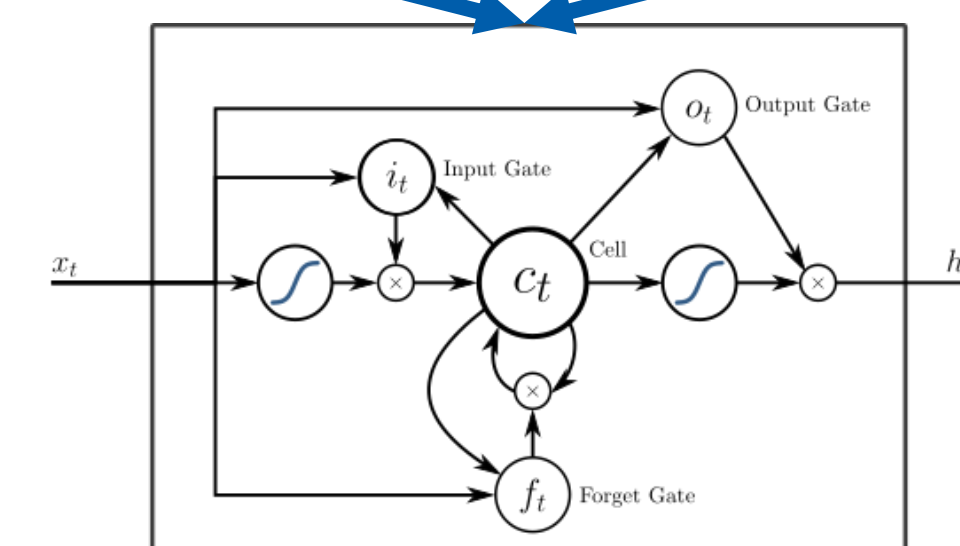 o_t Output Gate
i_t Input Gate
Cell
x_t
×
c_t
×
h
×
f_t Forget Gate